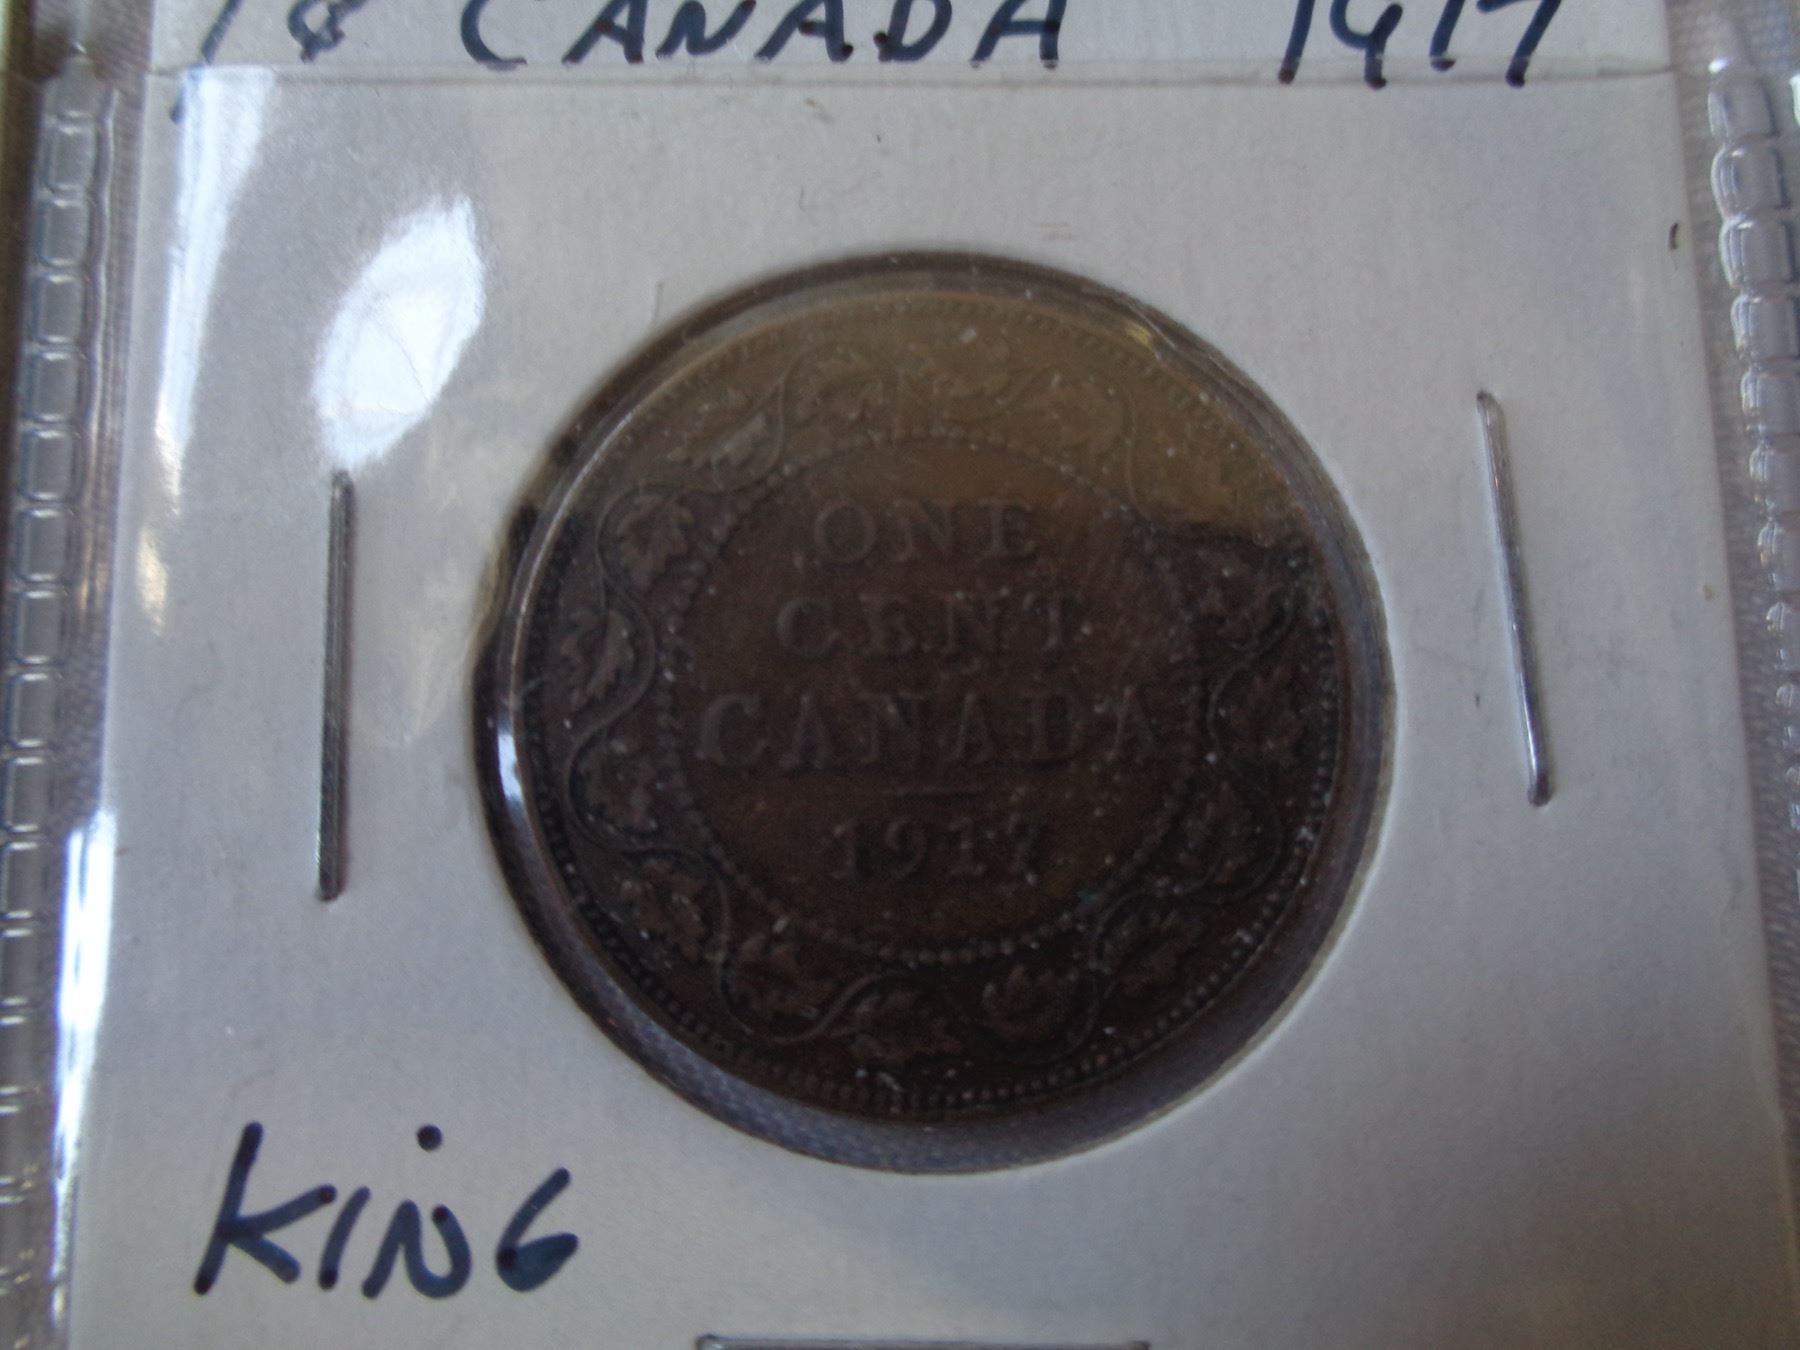 1¢ CANADA 1917
ONE
CENT
CANADA
1917
KING